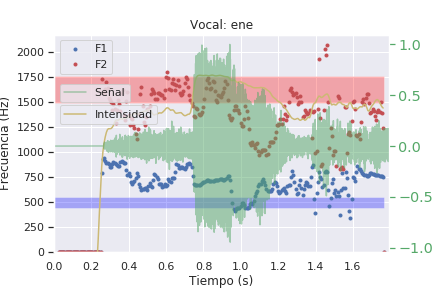 Vocal: ene
F1
F2
Señal
Intensidad
Frecuencia (Hz)
2000
1750
1500
1250
1000
750
500
250
0
1.0
0.5
0.0
−0.5
−1.0
0.0 0.2 0.4 0.6 0.8 1.0 1.2 1.4 1.6
Tiempo (s)